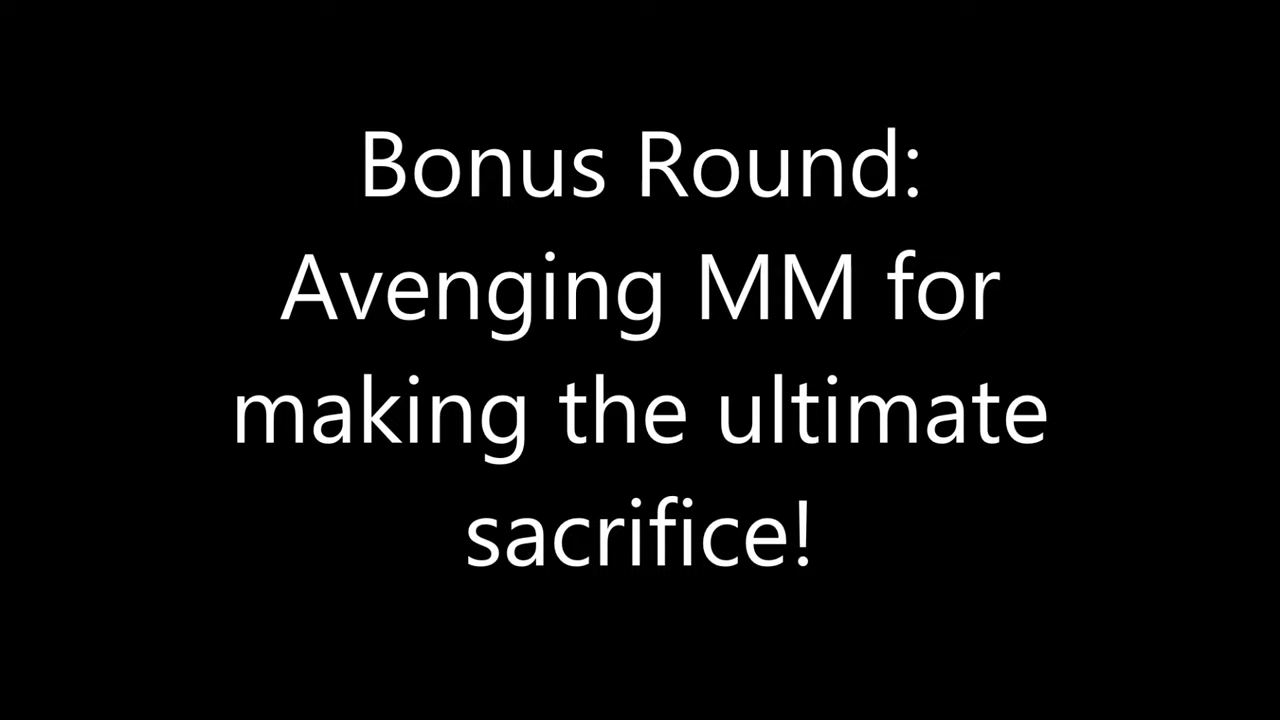 Bonus Round:
Avenging MM for
making the ultimate
sacrifice!